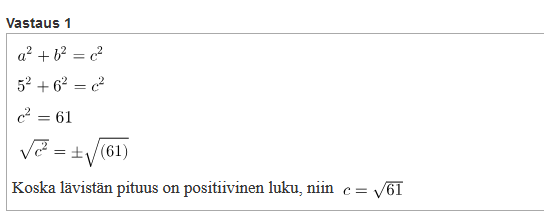 Vastaus 1
a² + b² = c²
5² + 6² = c²
c² = 61
√c² = ±√(61)
Koska lävistän pituus on positiivinen luku, niin c = √61